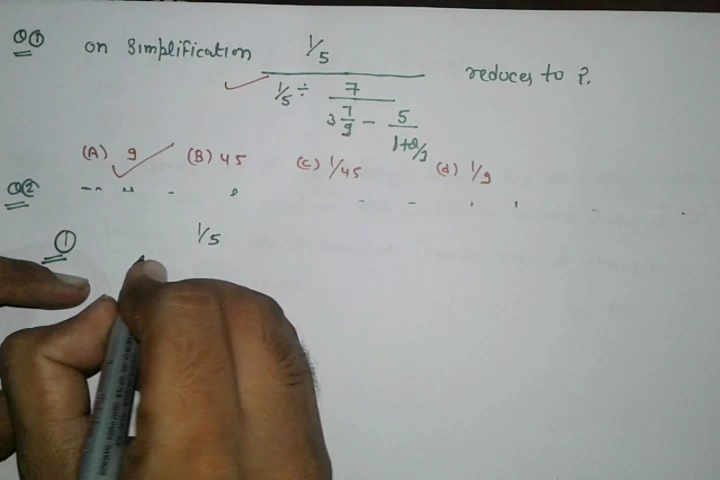 Q① on Simplification 1/5 reduces to ?
1/5 ÷ 7
3 7/9 - 5
1+2/3
(A) 9 (B) 45 (C) 1/45 (d) 1/9
Q②
① 1/5